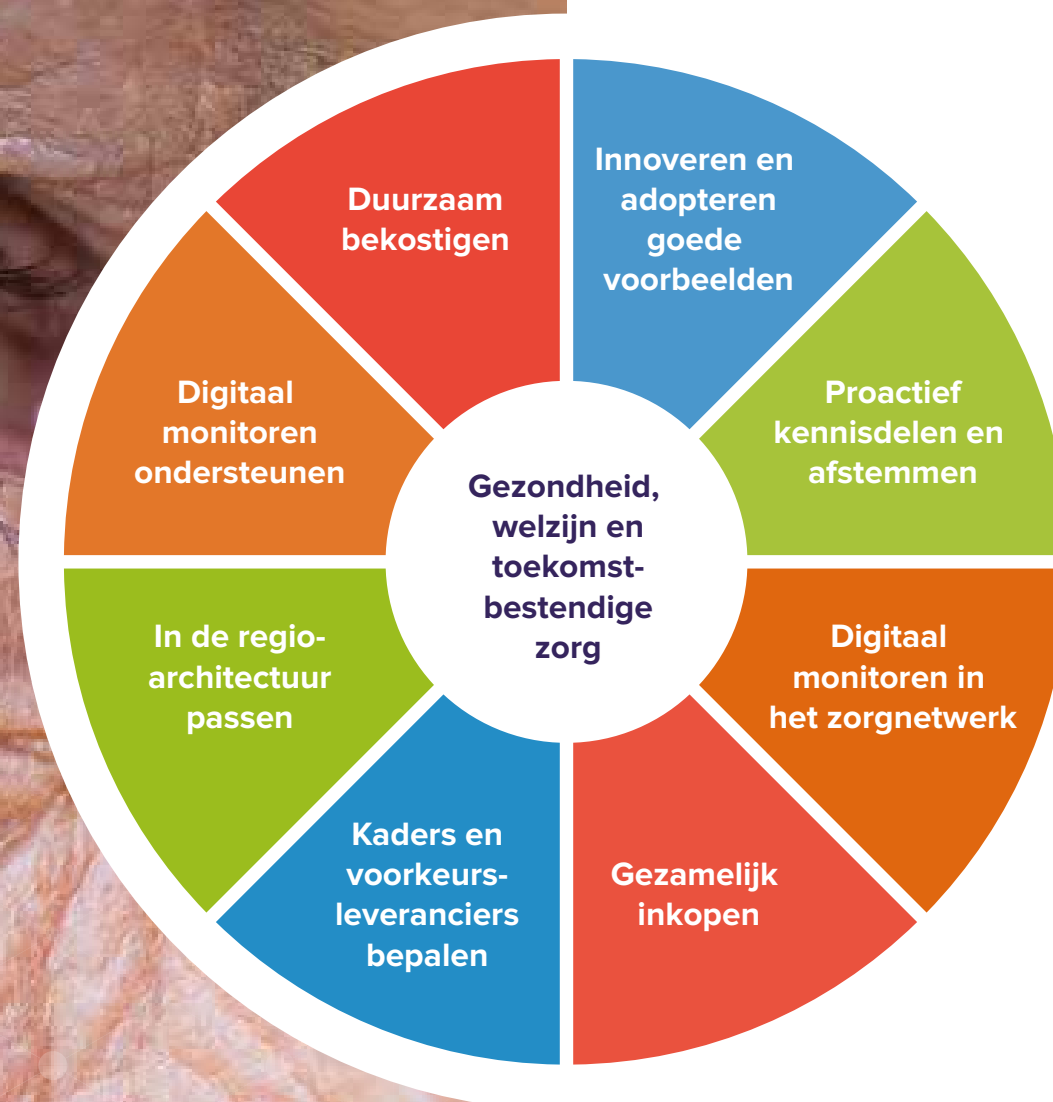 Duurzaam
bekostigen
Innoveren en
adopteren
goede
voorbeelden
Proactief
kennisdelen en
afstemmen
Digitaal
monitoren in
het zorgnetwerk
Gezamelijk
inkopen
Kaders en
voorkeurs-
leveranciers
bepalen
In de regio-
architectuur
passen
Digitaal
monitoren
ondersteunen
Gezondheid,
welzijn en
toekomst-
bestendige
zorg